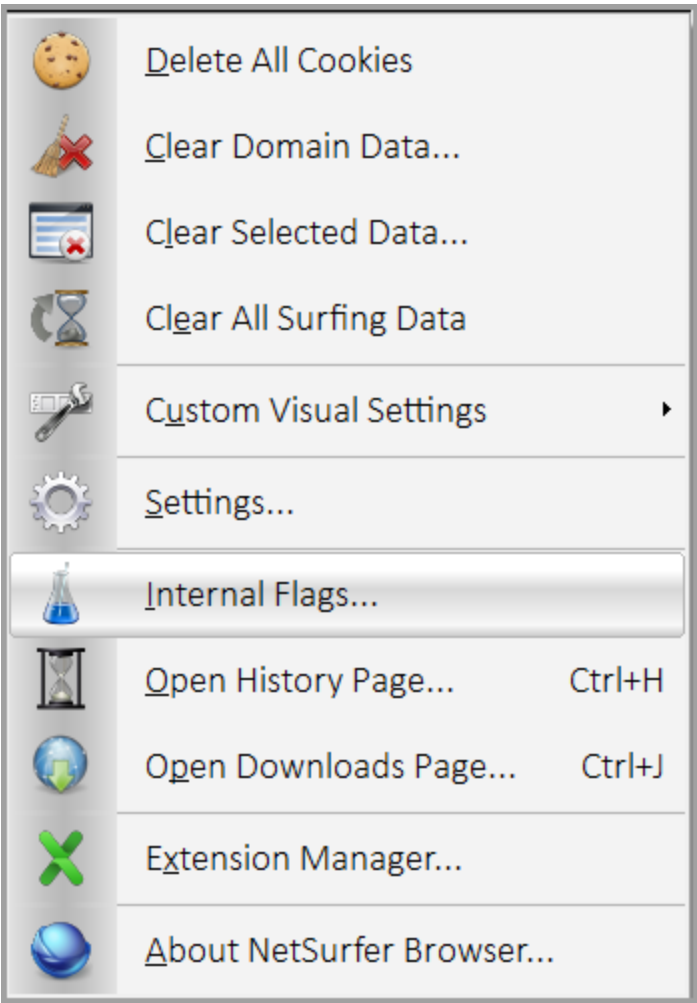 Delete All Cookies
Clear Domain Data...
Clear Selected Data...
Clear All Surfing Data
Custom Visual Settings
Settings...
Internal Flags...
Open History Page... Ctrl+H
Open Downloads Page... Ctrl+J
Extension Manager...
About NetSurfer Browser...